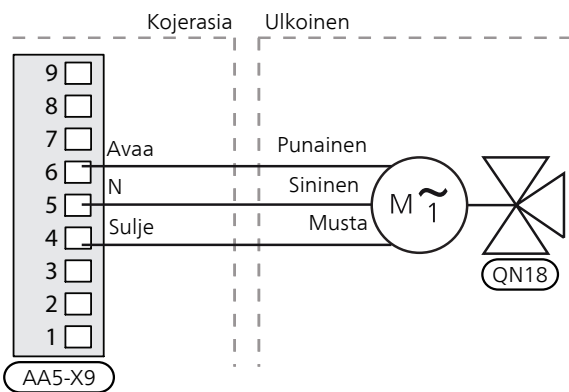 Kojerasia Ulkoinen
9
8
7
6 Avaa Punainen
5 N Sininen
4 Sulje Musta
M ~ 1
3
2
1
QN18
AA5-X9